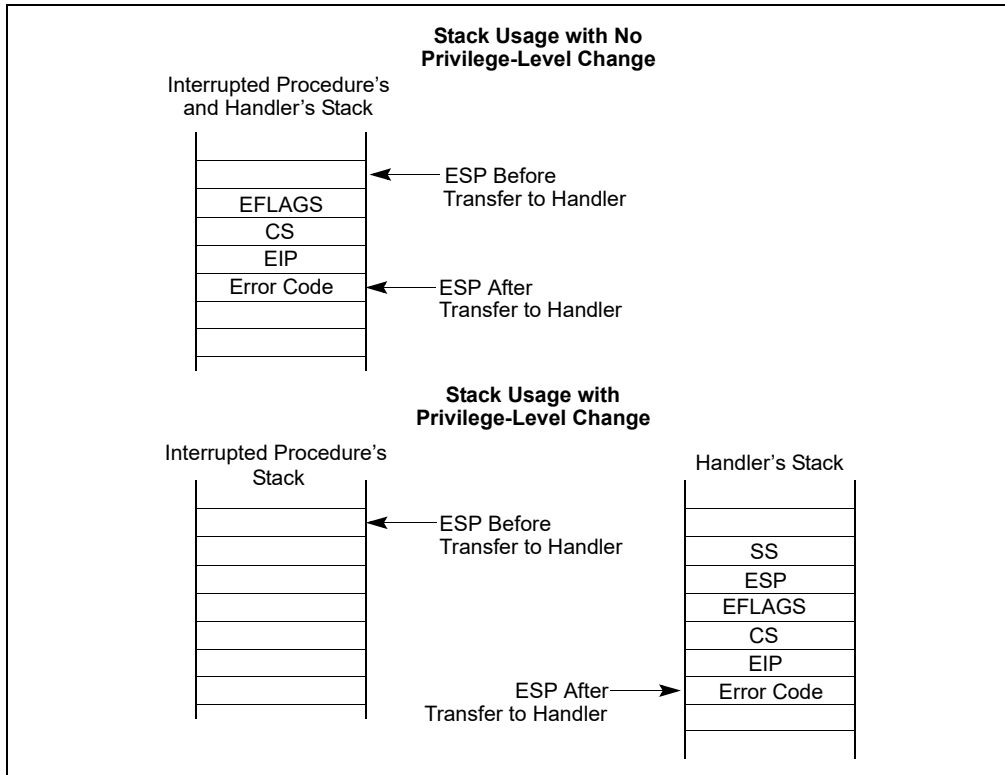 Stack Usage with No
Privilege-Level Change
Interrupted Procedure's
and Handler's Stack
ESP Before
Transfer to Handler
EFLAGS
CS
EIP
Error Code
ESP After
Transfer to Handler
Stack Usage with
Privilege-Level Change
Interrupted Procedure's
Stack
Handler's Stack
ESP Before
Transfer to Handler
SS
ESP
EFLAGS
CS
EIP
Error Code
ESP After
Transfer to Handler